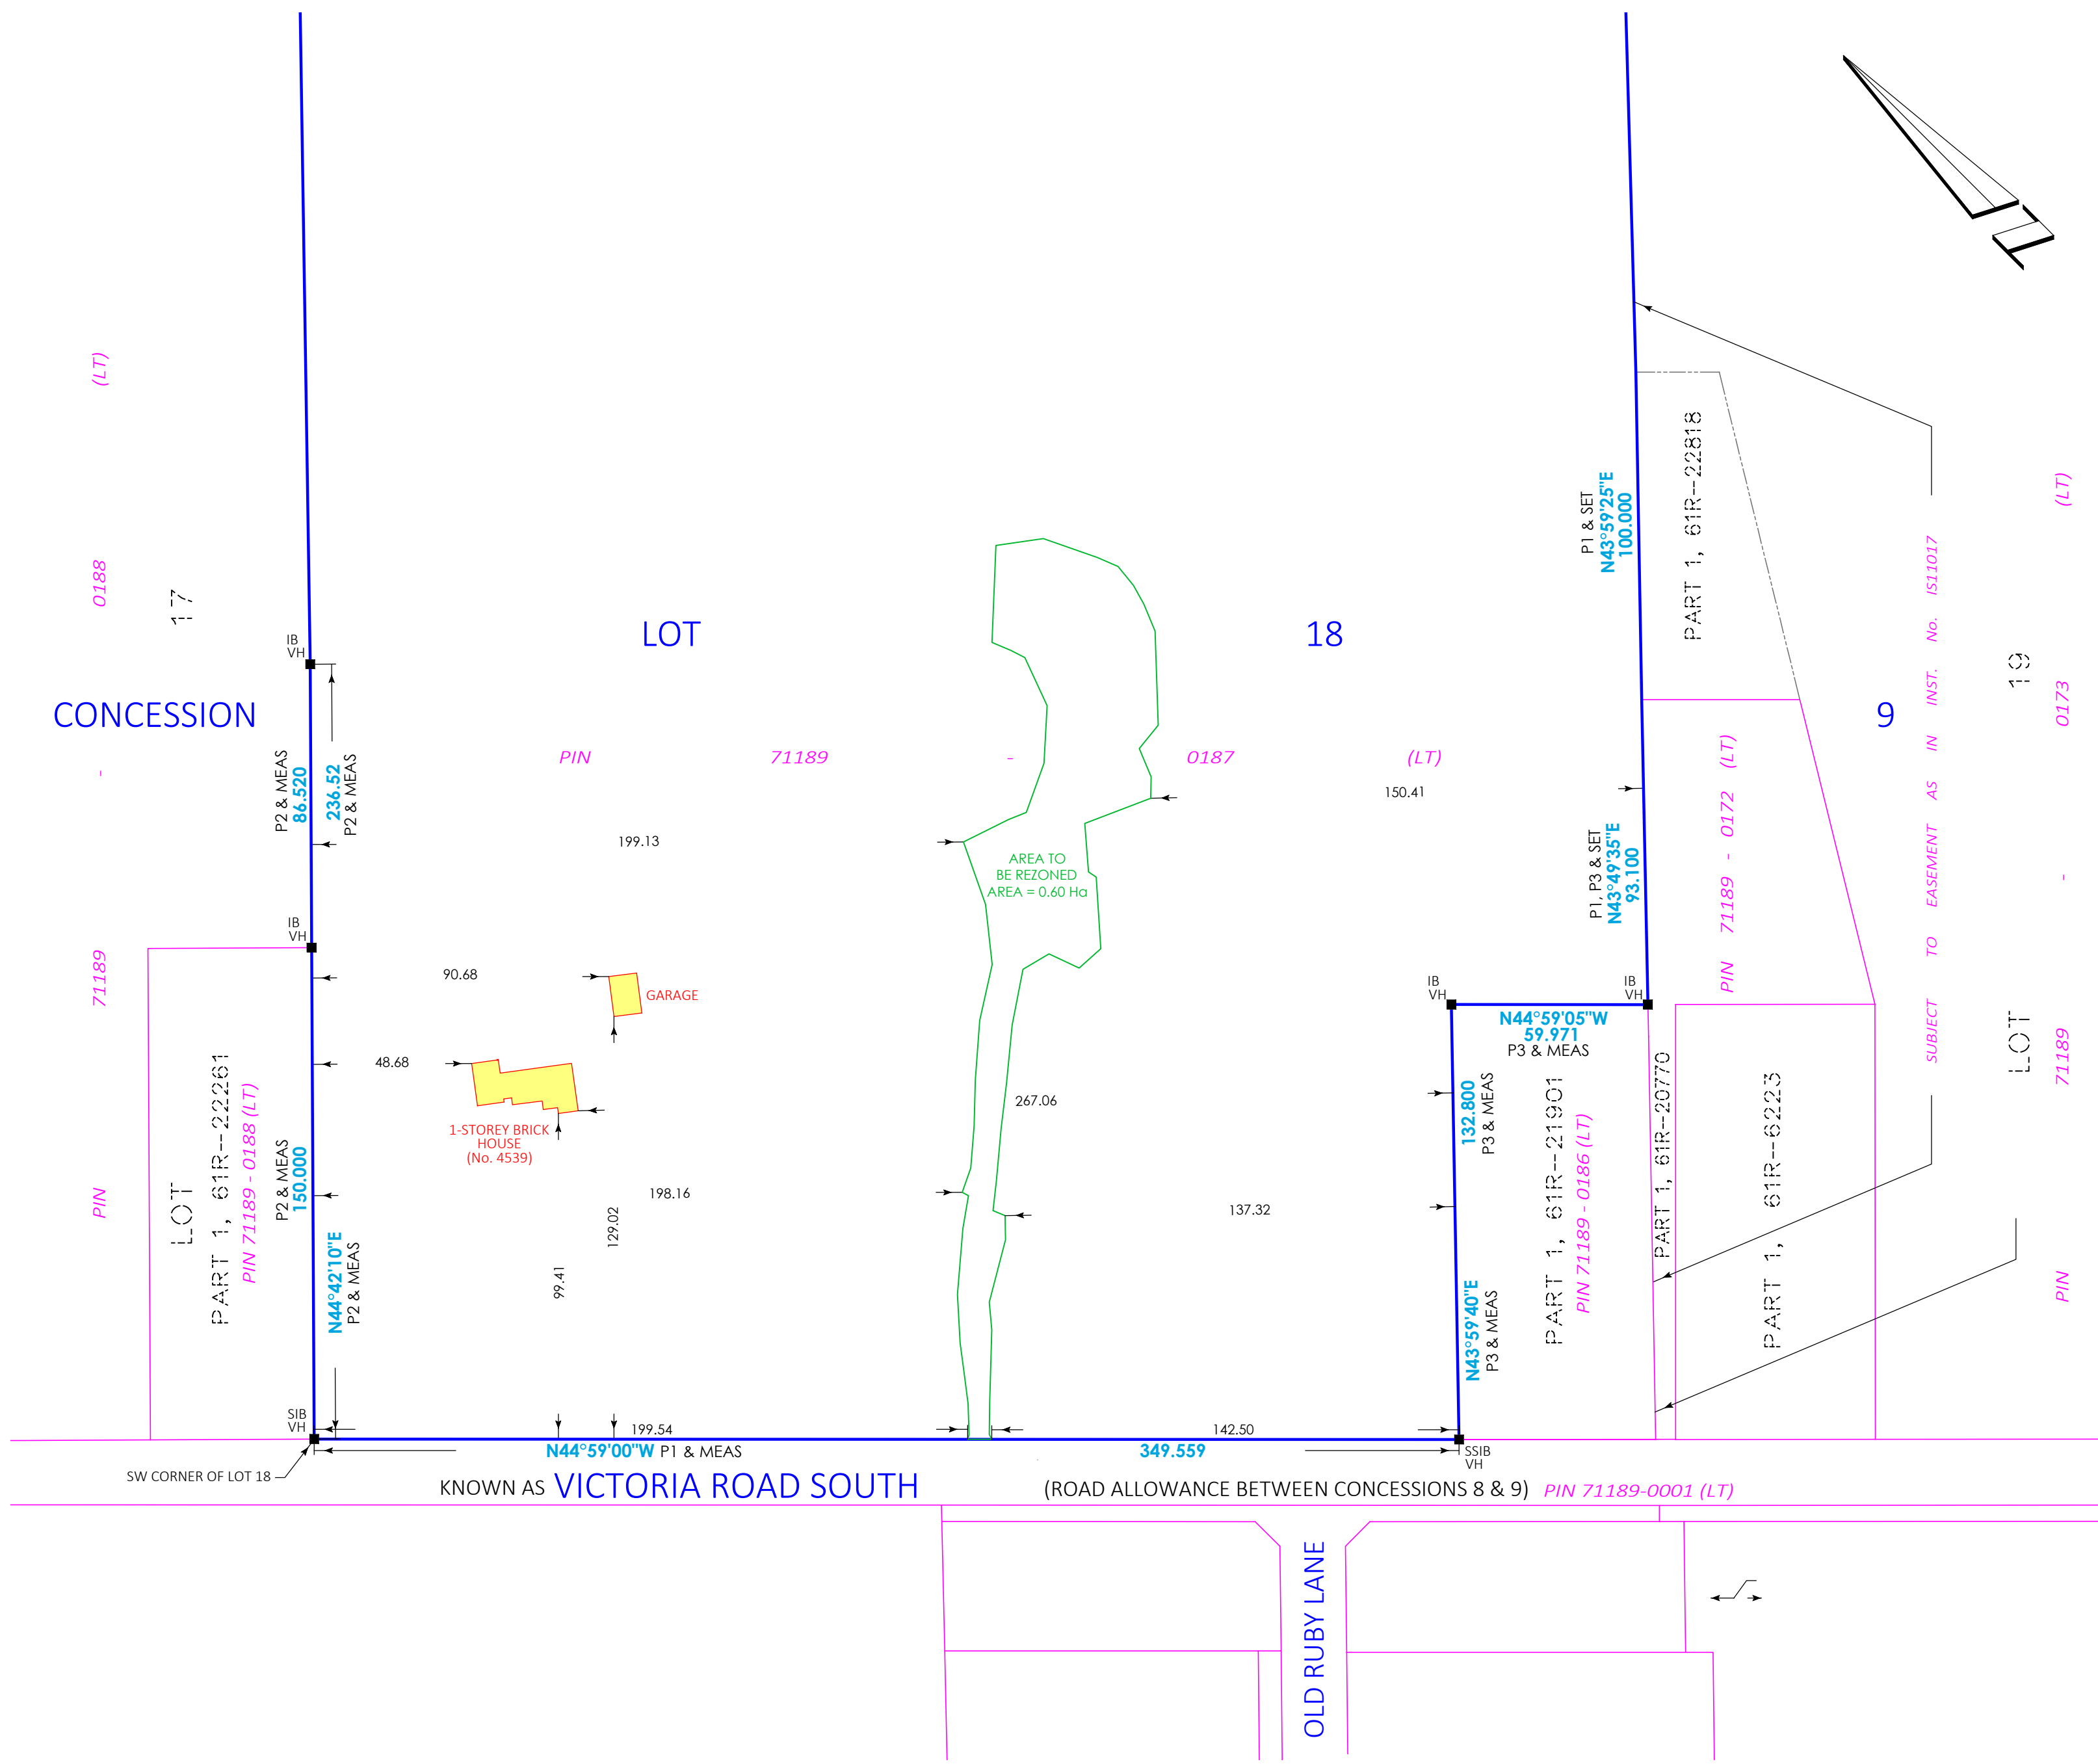 (LT)
0188
-
71189
PIN
17
LOT
CONCESSION
PART 1, 61R-22261
PIN 71189 - 0188 (LT)
IB
VH
P2 & MEAS
86.520
236.52
P2 & MEAS
IB
VH
P2 & MEAS
150.000
N44°42'10"E
P2 & MEAS
SIB
VH
SW CORNER OF LOT 18
LOT 18
PIN 71189 - 0187 (LT)
199.13
150.41
AREA TO
BE REZONED
AREA = 0.60 Ha
90.68
GARAGE
48.68
1-STOREY BRICK
HOUSE
(No. 4539)
267.06
198.16
137.32
129.02
99.41
199.54
142.50
N44°59'00"W P1 & MEAS
349.559
SSIB
VH
P1 & SET
N43°59'25"E
100.000
P1, P3 & SET
N43°49'35"E
93.100
IB
VH
IB
VH
N44°59'05"W
59.971
P3 & MEAS
132.800
P3 & MEAS
N43°59'40"E
P3 & MEAS
PART 1, 61R-22818
PIN 71189 - 0172 (LT)
PART 1, 61R-21901
PIN 71189 - 0186 (LT)
PART 1, 61R-20770
PART 1, 61R-6223
9
SUBJECT TO EASEMENT AS IN INST. No. IS11017
LOT 19
PIN 71189 - 0173 (LT)
KNOWN AS VICTORIA ROAD SOUTH (ROAD ALLOWANCE BETWEEN CONCESSIONS 8 & 9) PIN 71189-0001 (LT)
OLD RUBY LANE